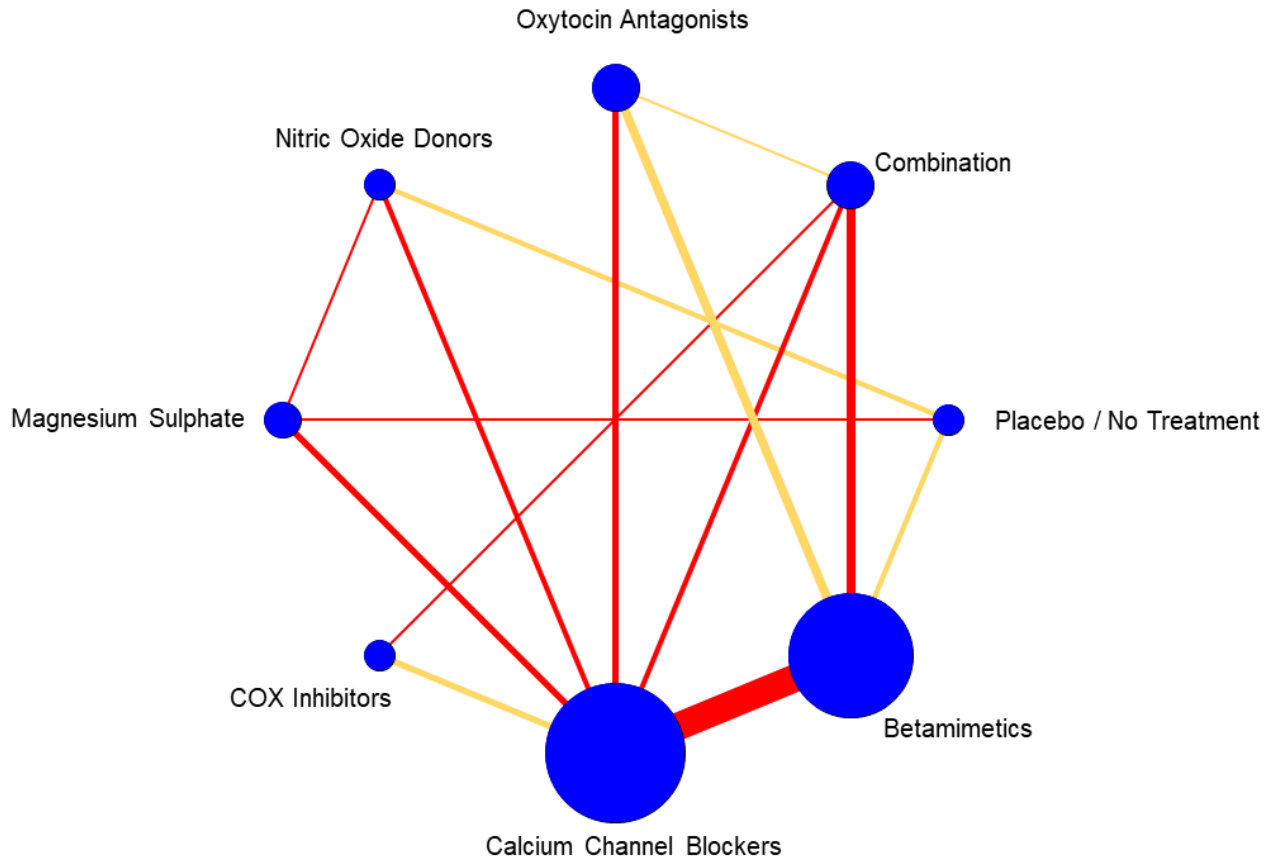 Oxytocin Antagonists
Nitric Oxide Donors
Combination
Magnesium Sulphate
Placebo / No Treatment
COX Inhibitors
Betamimetics
Calcium Channel Blockers